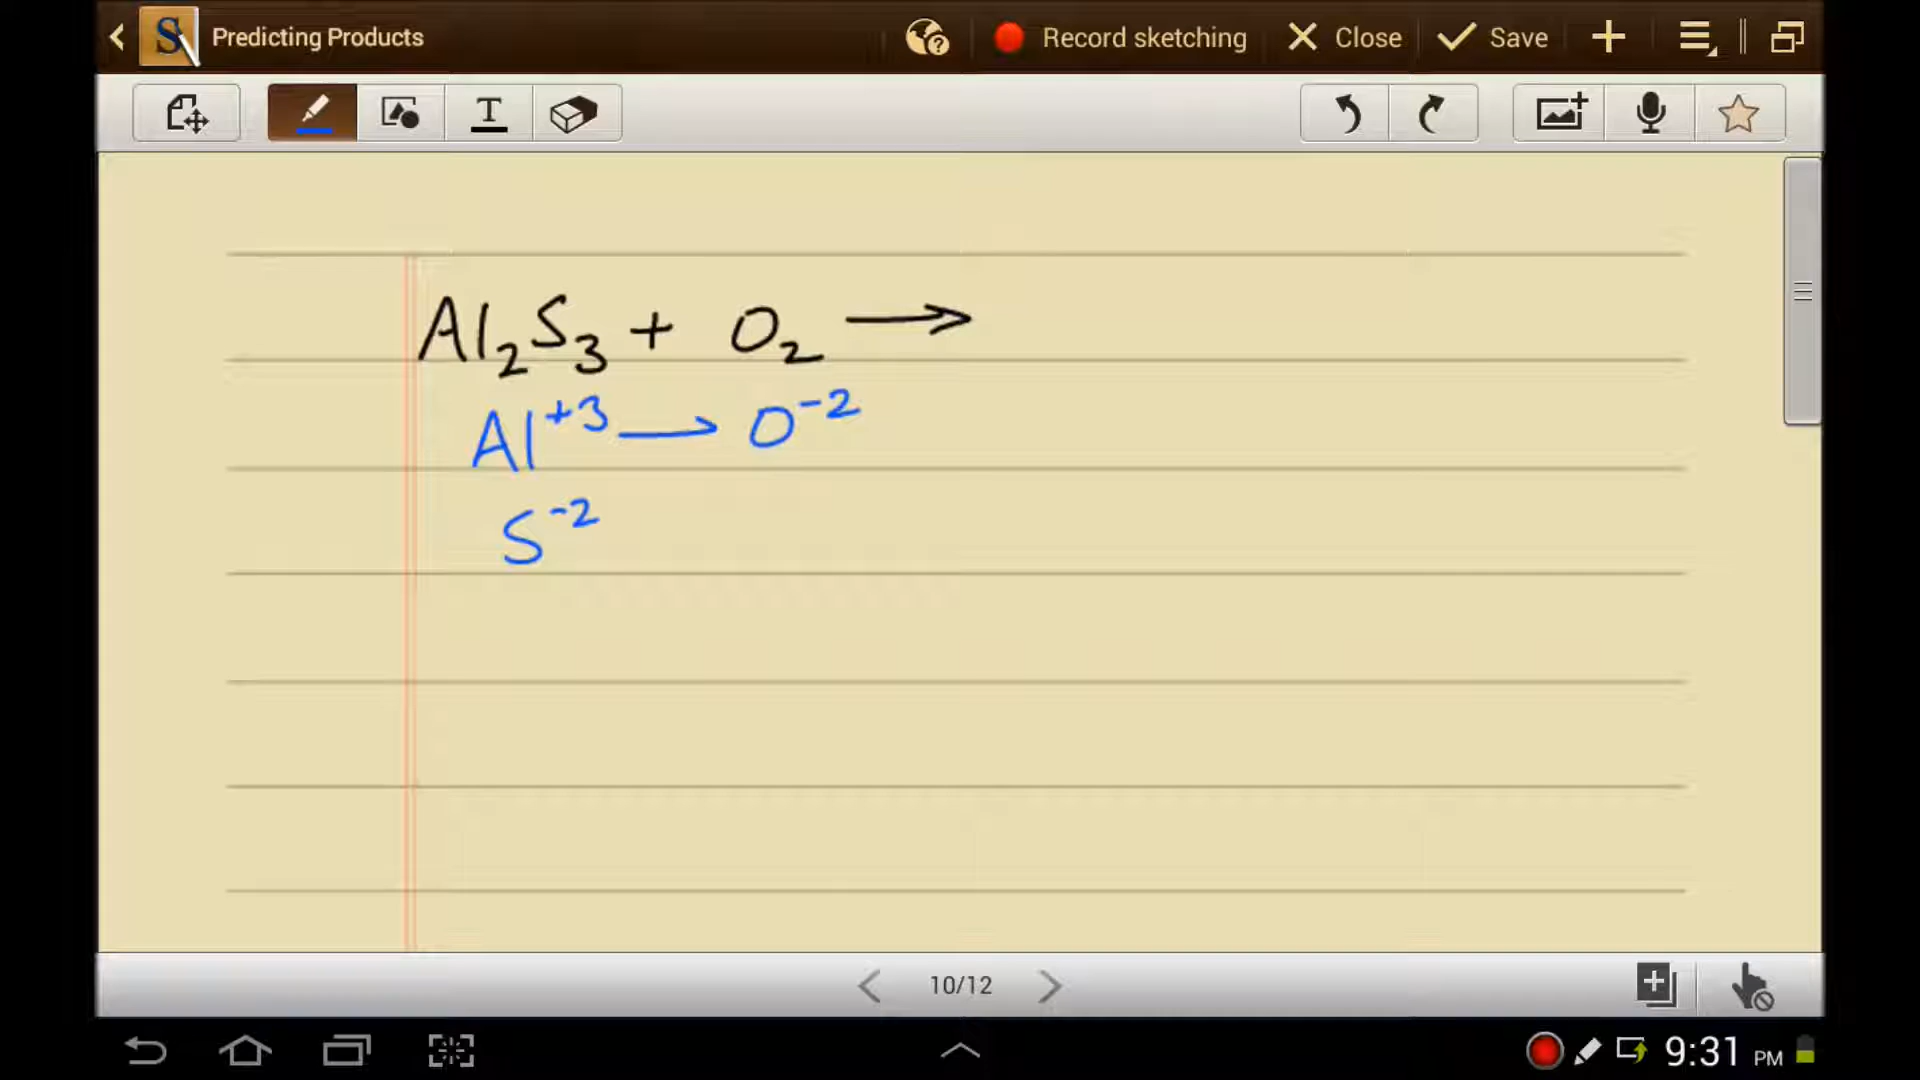 S Predicting Products Record sketching Close Save
T
Al₂S₃ + O₂ →
Al⁺³ → O⁻²
S⁻²
10/12
9:31 PM